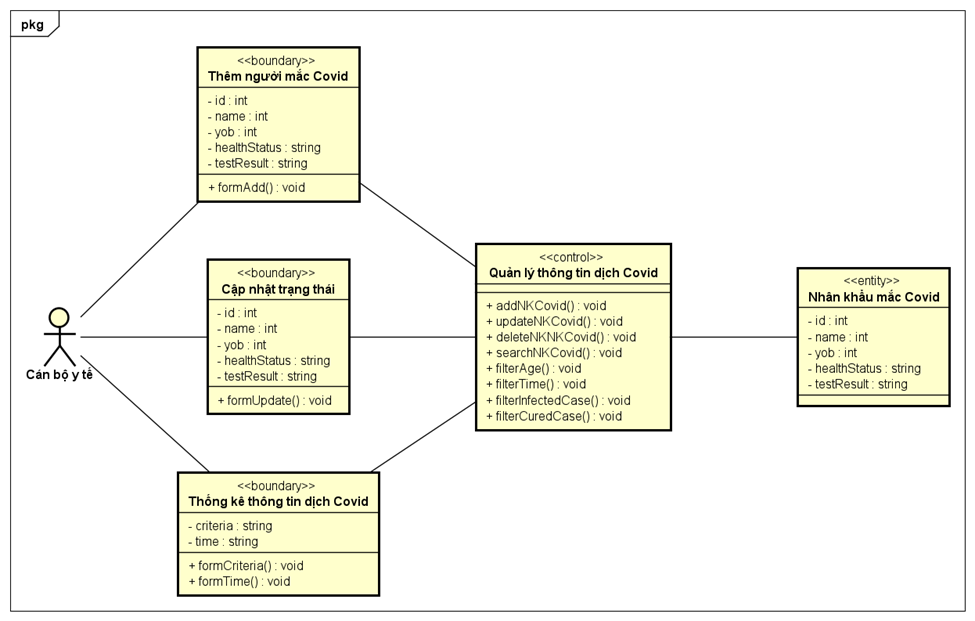 pkg
<<boundary>>
Thêm người mắc Covid
- id : int
- name : int
- yob : int
- healthStatus : string
- testResult : string
+ formAdd() : void
<<boundary>>
Cập nhật trạng thái
- id : int
- name : int
- yob : int
- healthStatus : string
- testResult : string
+ formUpdate() : void
Cán bộ y tế
<<boundary>>
Thống kê thông tin dịch Covid
- criteria : string
- time : string
+ formCriteria() : void
+ formTime() : void
<<control>>
Quản lý thông tin dịch Covid
+ addNKCovid() : void
+ updateNKCovid() : void
+ deleteNKNKCovid() : void
+ searchNKCovid() : void
+ filterAge() : void
+ filterTime() : void
+ filterInfectedCase() : void
+ filterCuredCase() : void
<<entity>>
Nhân khẩu mắc Covid
- id : int
- name : int
- yob : int
- healthStatus : string
- testResult : string